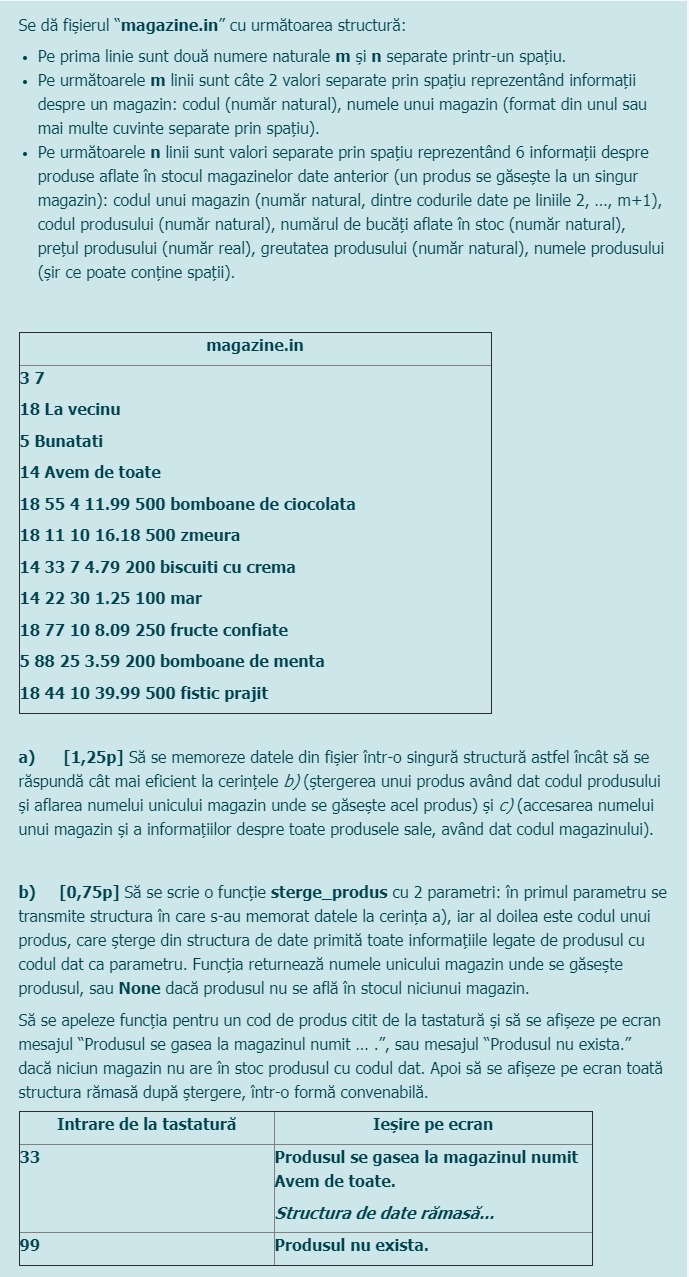 Se dă fișierul “magazine.in” cu următoarea structură:
• Pe prima linie sunt două numere naturale m și n separate printr-un spațiu.
• Pe următoarele m linii sunt câte 2 valori separate prin spațiu reprezentând informații
despre un magazin: codul (număr natural), numele unui magazin (format din unul sau
mai multe cuvinte separate prin spațiu).
• Pe următoarele n linii sunt valori separate prin spațiu reprezentând 6 informații despre
produse aflate în stocul magazinelor date anterior (un produs se găsește la un singur
magazin): codul unui magazin (număr natural, dintre codurile date pe liniile 2, ..., m+1),
codul produsului (număr natural), numărul de bucăți aflate în stoc (număr natural),
prețul produsului (număr real), greutatea produsului (număr natural), numele produsului
(șir ce poate conține spații).
magazine.in
3 7
18 La vecinu
5 Bunatati
14 Avem de toate
18 55 4 11.99 500 bomboane de ciocolata
18 11 10 16.18 500 zmeura
14 33 7 4.79 200 biscuiti cu crema
14 22 30 1.25 100 mar
18 77 10 8.09 250 fructe confiate
5 88 25 3.59 200 bomboane de menta
18 44 10 39.99 500 fistic prajit
a) [1,25p] Să se memoreze datele din fișier într-o singură structură astfel încât să se
răspundă cât mai eficient la cerințele b) (ștergerea unui produs având dat codul produsului
și aflarea numelui unicului magazin unde se găsește acel produs) și c) (accesarea numelui
unui magazin și a informațiilor despre toate produsele sale, având dat codul magazinului).
b) [0,75p] Să se scrie o funcție sterge_produs cu 2 parametri: în primul parametru se
transmite structura în care s-au memorat datele la cerința a), iar al doilea este codul unui
produs, care șterge din structura de date primită toate informațiile legate de produsul cu
codul dat ca parametru. Funcția returnează numele unicului magazin unde se găsește
produsul, sau None dacă produsul nu se află în stocul niciunui magazin.
Să se apeleze funcția pentru un cod de produs citit de la tastatură și să se afișeze pe ecran
mesajul “Produsul se gasea la magazinul numit ... .”, sau mesajul “Produsul nu exista.”
dacă niciun magazin nu are în stoc produsul cu codul dat. Apoi să se afișeze pe ecran toată
structura rămasă după ștergere, într-o formă convenabilă.
Intrare de la tastatură Ieșire pe ecran
33 Produsul se gasea la magazinul numit
Avem de toate.
Structura de date rămasă...
99 Produsul nu exista.